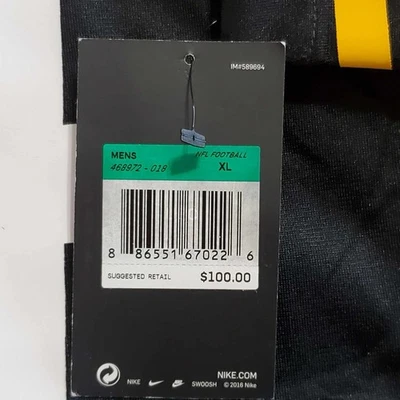 IM#589694
MENS NFL FOOTBALL
468972 - 019 XL
8 86551 67022 6
SUGGESTED RETAIL $100.00
NIKE.COM
NIKE SWOOSH © 2016 Nike